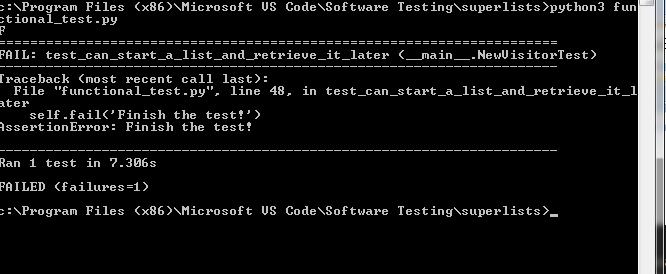 c:\Program Files (x86)\Microsoft VS Code\Software Testing\superlists>python3 fun
ctional_test.py
F
======================================================================
FAIL: test_can_start_a_list_and_retrieve_it_later (__main__.NewVisitorTest)
----------------------------------------------------------------------
Traceback (most recent call last):
  File "functional_test.py", line 48, in test_can_start_a_list_and_retrieve_it_l
ater
    self.fail('Finish the test!')
AssertionError: Finish the test!
----------------------------------------------------------------------
Ran 1 test in 7.306s
FAILED (failures=1)
c:\Program Files (x86)\Microsoft VS Code\Software Testing\superlists>_